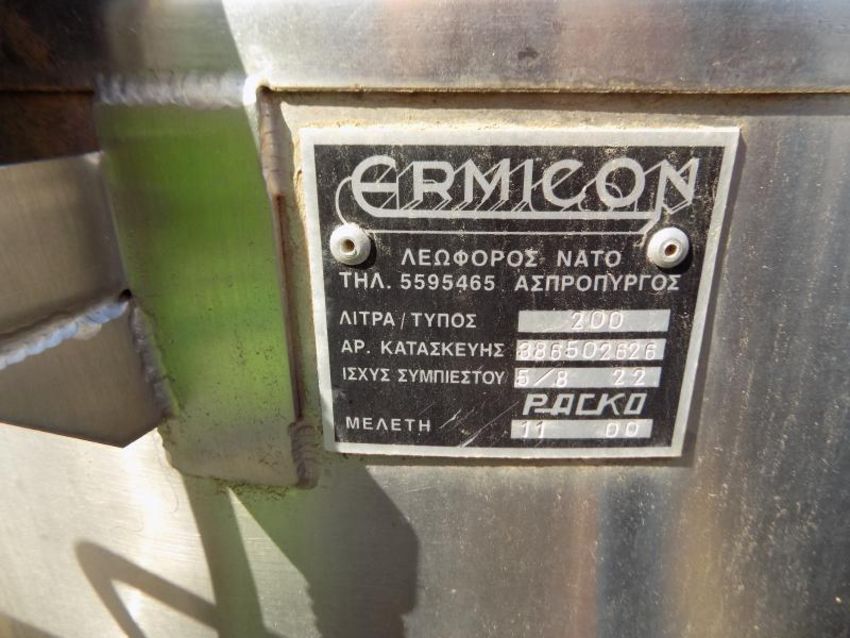 ERMICON
ΛΕΩΦΟΡΟΣ ΝΑΤΟ
ΤΗΛ. 5595465 ΑΣΠΡΟΠΥΡΓΟΣ
ΛΙΤΡΑ / ΤΥΠΟΣ 200
ΑΡ. ΚΑΤΑΣΚΕΥΗΣ 386502626
ΙΣΧΥΣ ΣΥΜΠΙΕΣΤΟΥ 5/8 22
PACKO
ΜΕΛΕΤΗ 11 00